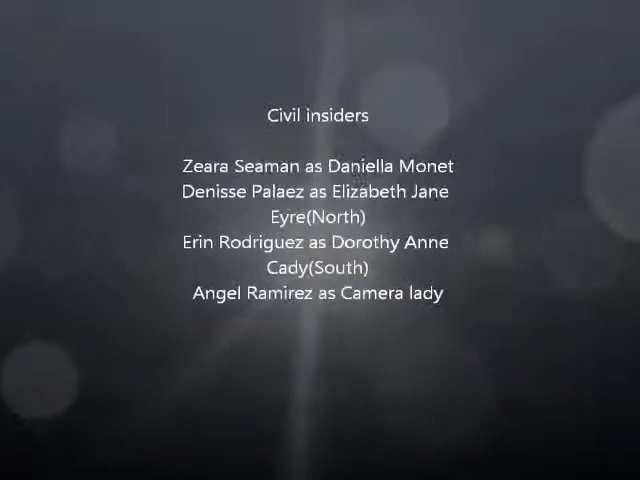 Civil insiders
Zeara Seaman as Daniella Monet
Denisse Palaez as Elizabeth Jane
Eyre(North)
Erin Rodriguez as Dorothy Anne
Cady(South)
Angel Ramirez as Camera lady